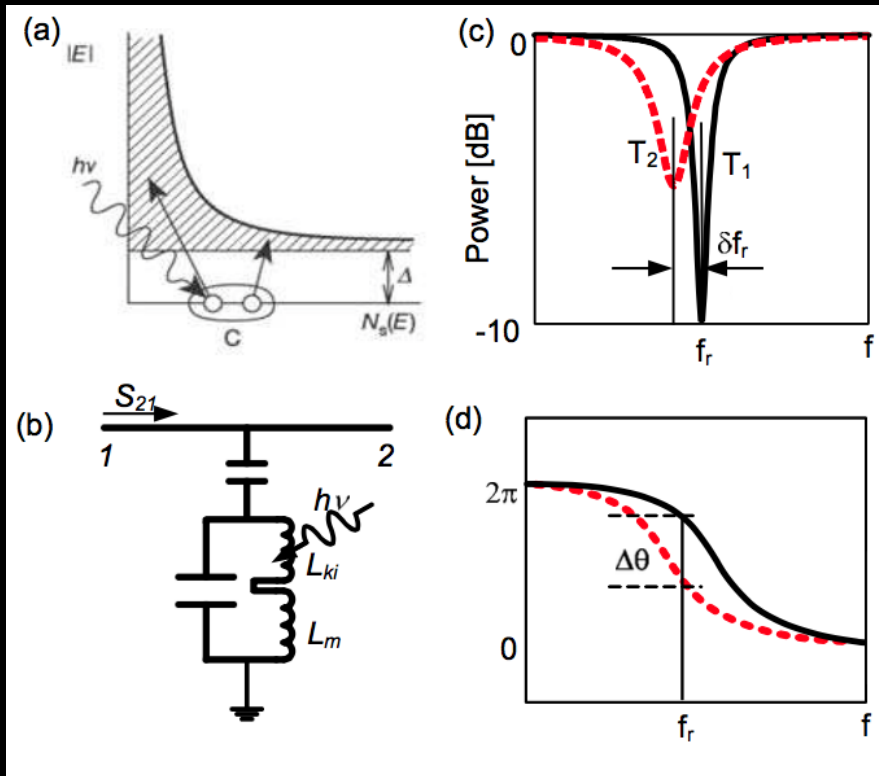 (a)
|E|
hν
Δ
N_s(E)
C
(b)
S_21
1
2
hν
L_ki
L_m
(c)
0
Power [dB]
-10
T_2
T_1
δf_r
f_r
f
(d)
2π
Δθ
0
f_r
f